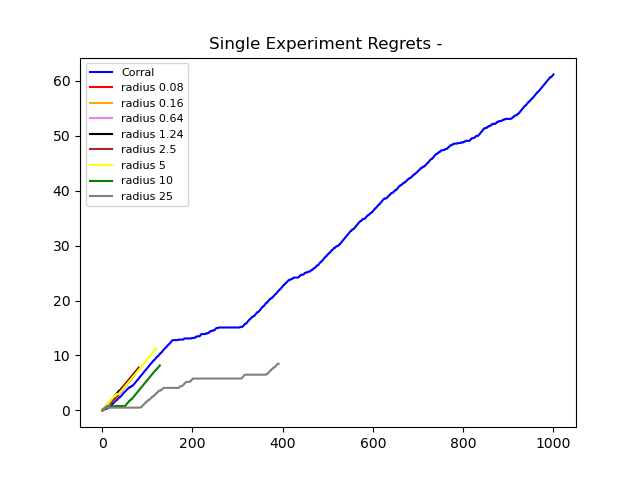 Single Experiment Regrets -
60
50
40
30
20
10
0
Corral
radius 0.08
radius 0.16
radius 0.64
radius 1.24
radius 2.5
radius 5
radius 10
radius 25
0 200 400 600 800 1000